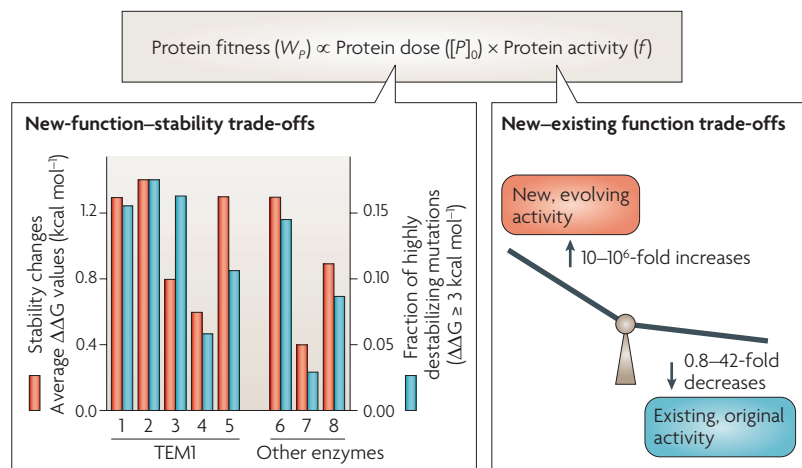 Protein fitness (Wₚ) ∝ Protein dose ([P]₀) × Protein activity (f)
New-function–stability trade-offs
Stability changes
Average ΔΔG values (kcal mol⁻¹)
1.2
0.8
0.4
0.0
0.15
0.10
0.05
0.00
Fraction of highly
destabilizing mutations
(ΔΔG ≥ 3 kcal mol⁻¹)
1 2 3 4 5 6 7 8
TEM1 Other enzymes
New–existing function trade-offs
New, evolving
activity
10–10⁶-fold increases
0.8–42-fold
decreases
Existing, original
activity